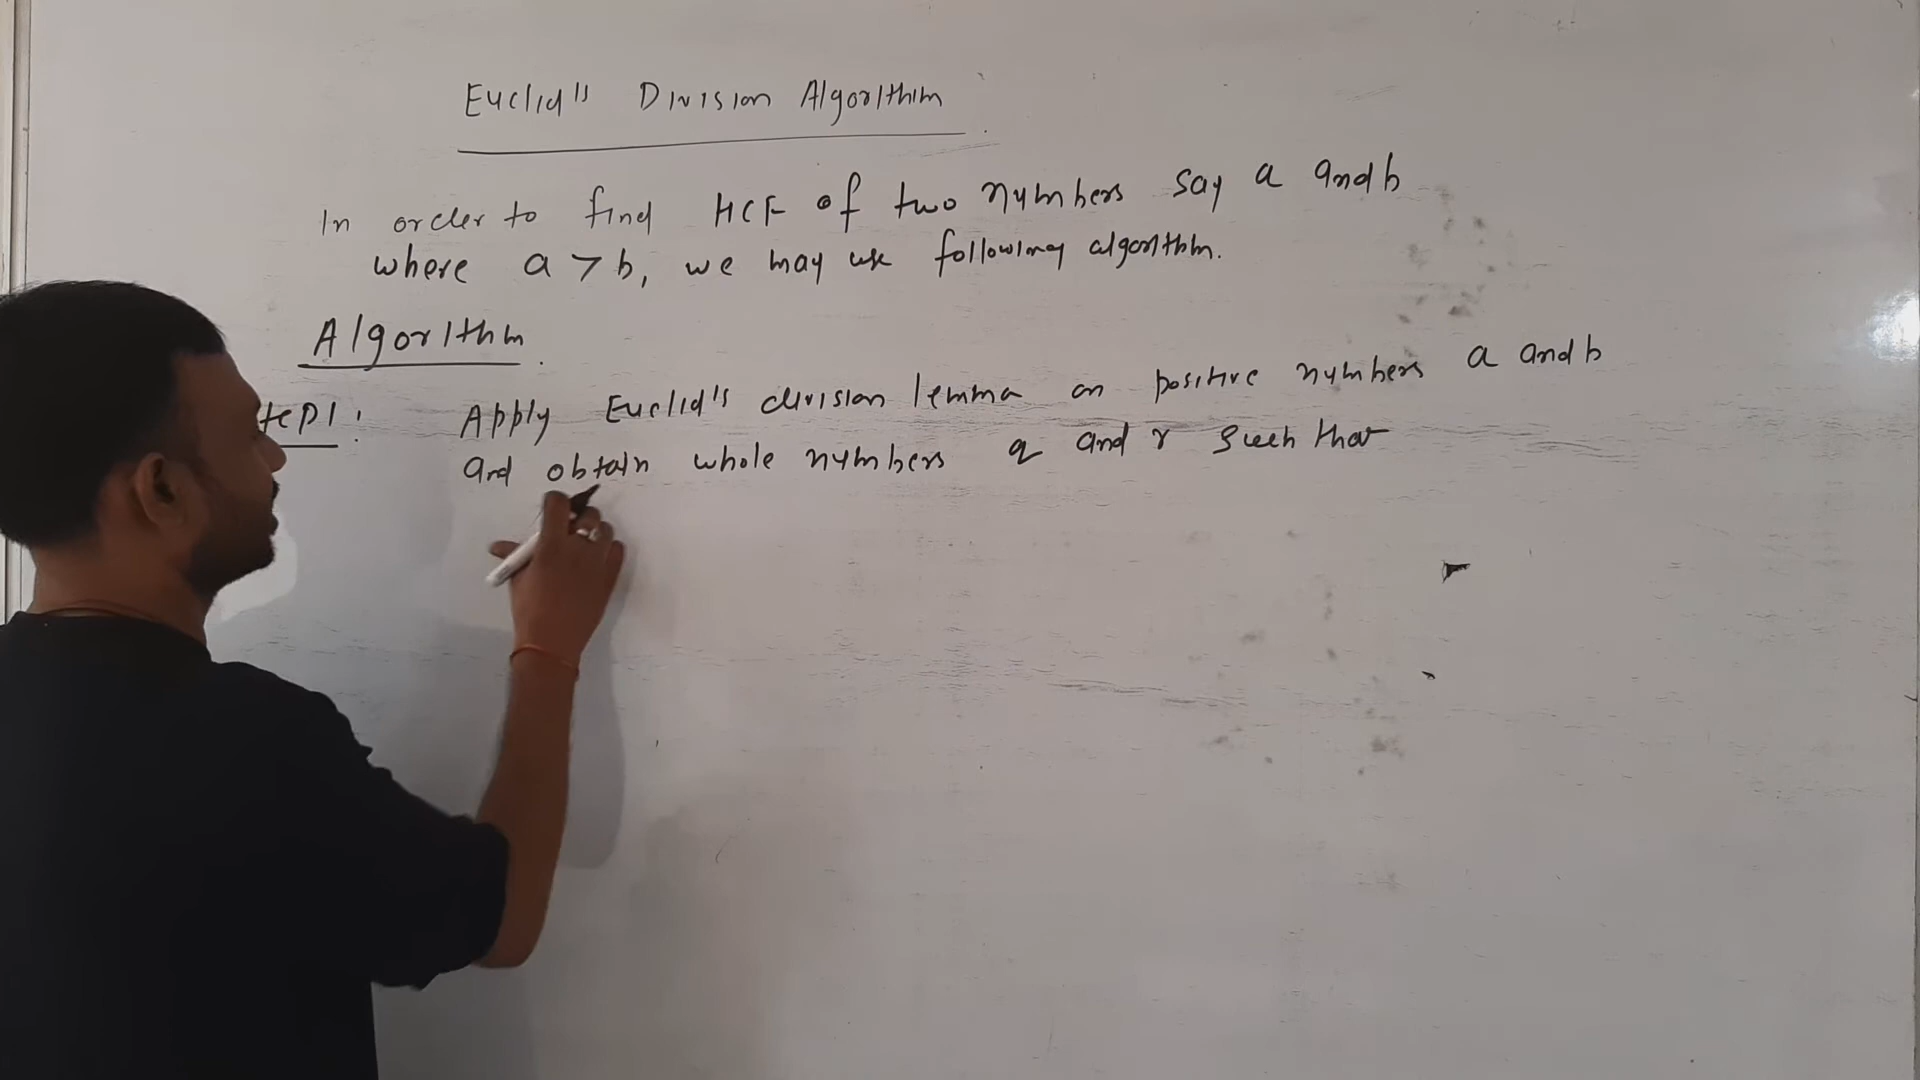 Euclid's Division Algorithm
In order to find HCF of two numbers say a and b
where a > b, we may use following algorithm.
Algorithm
tep1: Apply Euclid's division lemma on positive numbers a and b
and obtain whole numbers q and r such that